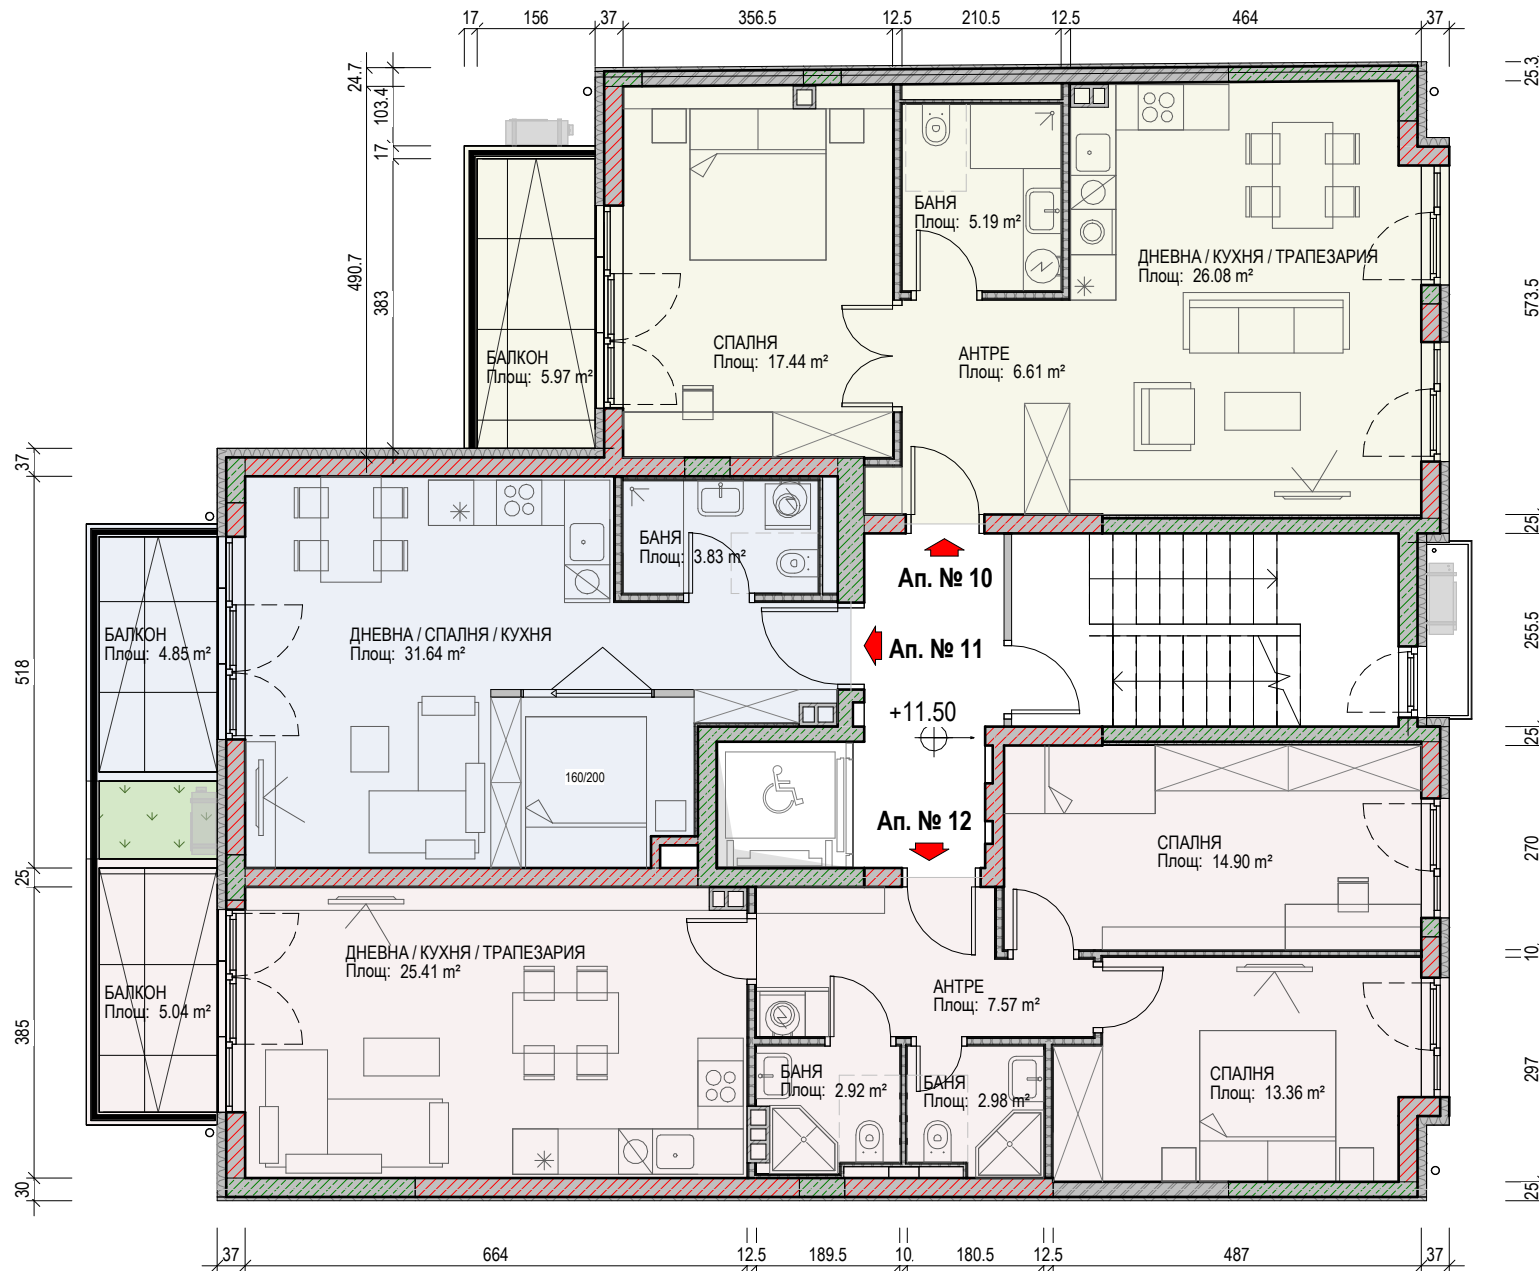 17 156 37 356.5 12.5 210.5 12.5 464 37
24.7
103.4
17
490.7
383
25.3
573.5
БАНЯ
Площ: 5.19 m²
ДНЕВНА / КУХНЯ / ТРАПЕЗАРИЯ
Площ: 26.08 m²
СПАЛНЯ
Площ: 17.44 m²
АНТРЕ
Площ: 6.61 m²
БАЛКОН
Площ: 5.97 m²
37
518
25
385
30
25
255.5
25
270
10
297
25
БАНЯ
Площ: 3.83 m²
Ап. № 10
БАЛКОН
Площ: 4.85 m²
ДНЕВНА / СПАЛНЯ / КУХНЯ
Площ: 31.64 m²
Ап. № 11
+11.50
160/200
Ап. № 12
СПАЛНЯ
Площ: 14.90 m²
ДНЕВНА / КУХНЯ / ТРАПЕЗАРИЯ
Площ: 25.41 m²
БАЛКОН
Площ: 5.04 m²
АНТРЕ
Площ: 7.57 m²
БАНЯ
Площ: 2.92 m²
БАНЯ
Площ: 2.98 m²
СПАЛНЯ
Площ: 13.36 m²
37 664 12.5 189.5 10. 180.5 12.5 487 37